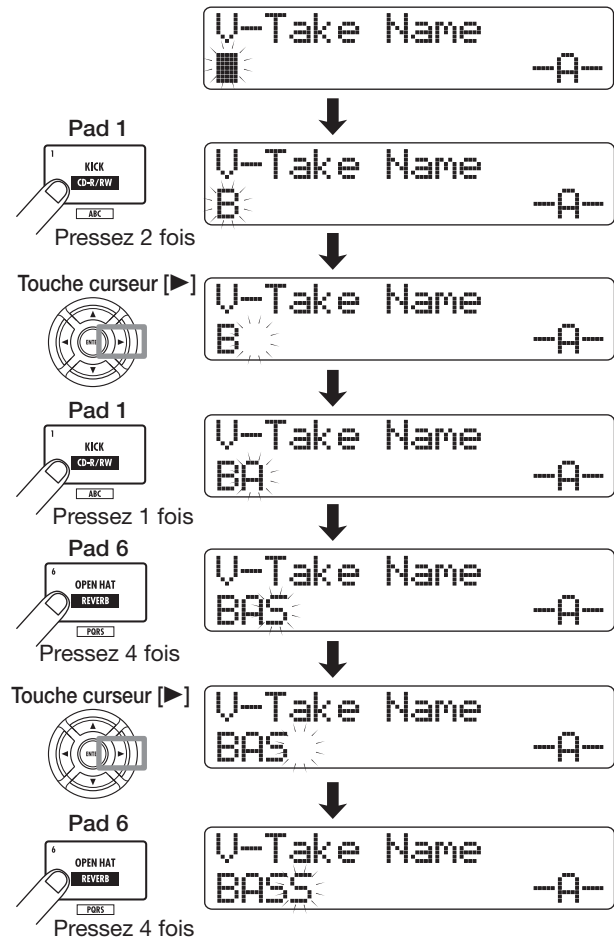 V-Take Name
-A-
Pad 1
1
KICK
CD-R/RW
ABC
Pressez 2 fois
V-Take Name
B -A-
Touche curseur [►]
ENTER
V-Take Name
B -A-
Pad 1
1
KICK
CD-R/RW
ABC
Pressez 1 fois
V-Take Name
BA -A-
Pad 6
6
OPEN HAT
REVERB
PQRS
Pressez 4 fois
V-Take Name
BAS -A-
Touche curseur [►]
ENTER
V-Take Name
BAS -A-
Pad 6
6
OPEN HAT
REVERB
PQRS
Pressez 4 fois
V-Take Name
BASS -A-